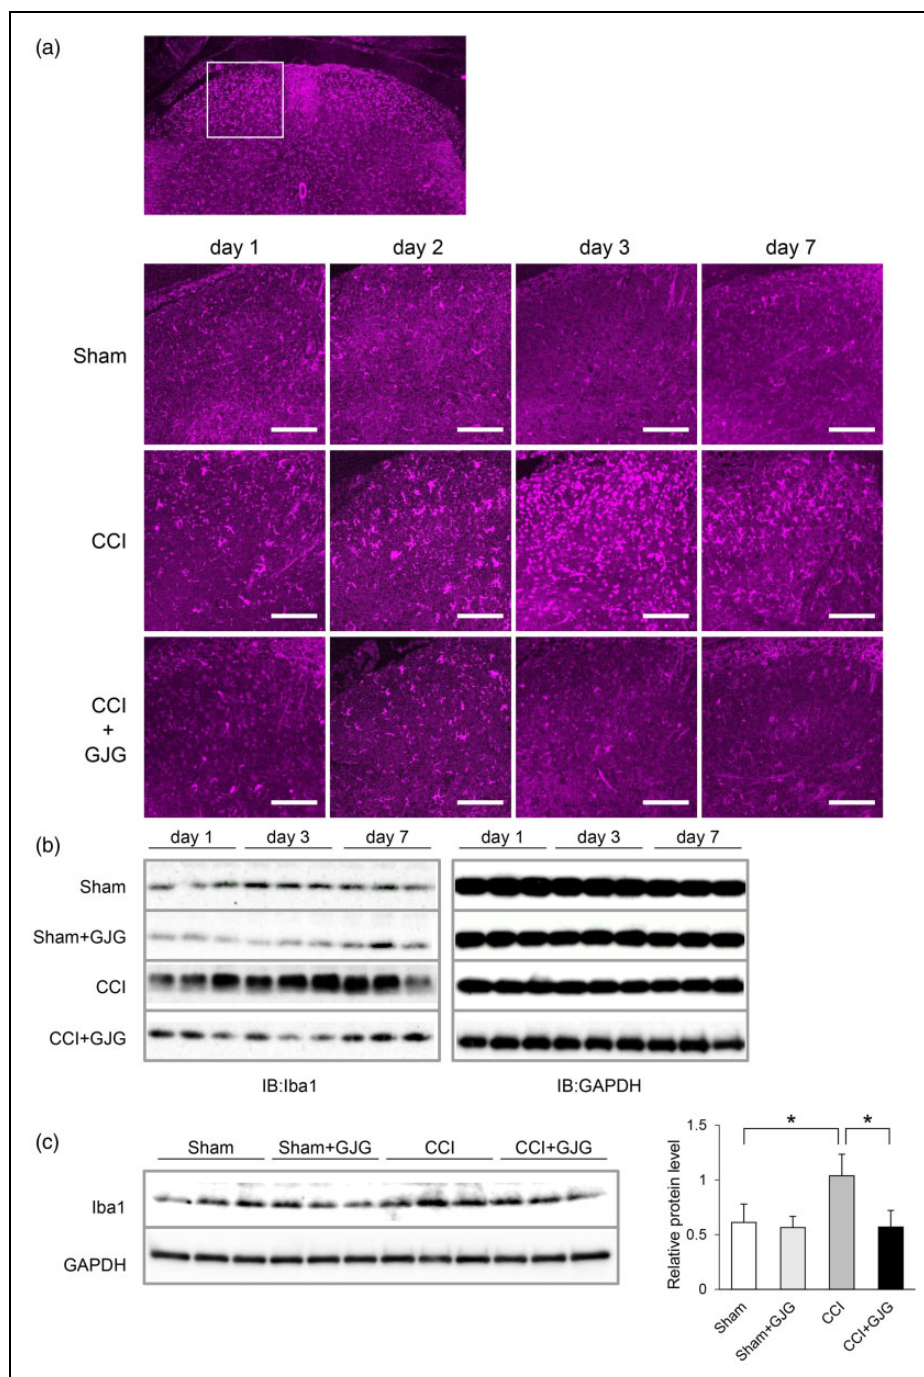 (a)
day 1 day 2 day 3 day 7
Sham
CCI
CCI
+
GJG
(b)
day 1 day 3 day 7 day 1 day 3 day 7
Sham
Sham+GJG
CCI
CCI+GJG
IB:Iba1 IB:GAPDH
(c)
Sham Sham+GJG CCI CCI+GJG
Iba1
GAPDH
Relative protein level
1.5
1
0.5
0
* *
Sham
Sham+GJG
CCI
CCI+GJG